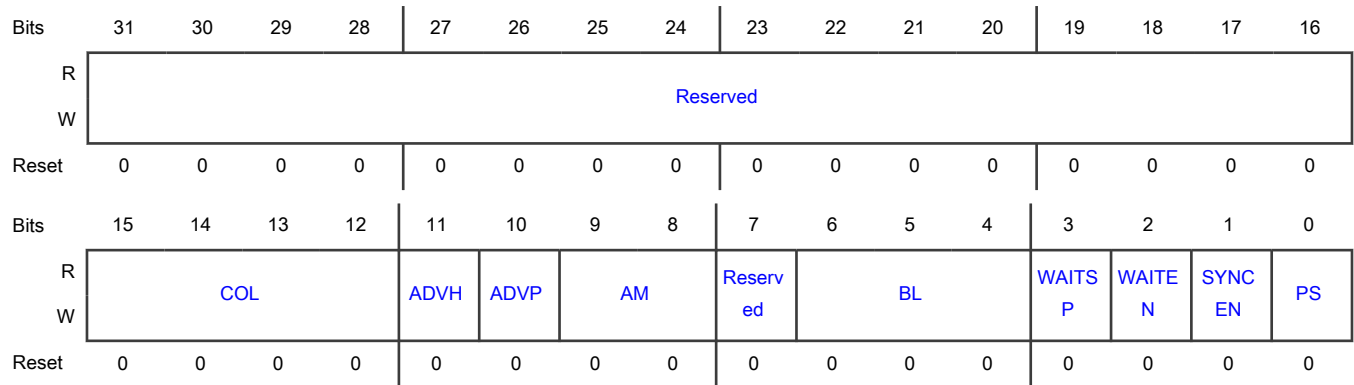 Bits 31 30 29 28 27 26 25 24 23 22 21 20 19 18 17 16
R
Reserved
W
Reset 0 0 0 0 0 0 0 0 0 0 0 0 0 0 0 0
Bits 15 14 13 12 11 10 9 8 7 6 5 4 3 2 1 0
R
COL ADVH ADVP AM Reserv BL WAITS WAITE SYNC PS
ed P N EN
W
Reset 0 0 0 0 0 0 0 0 0 0 0 0 0 0 0 0